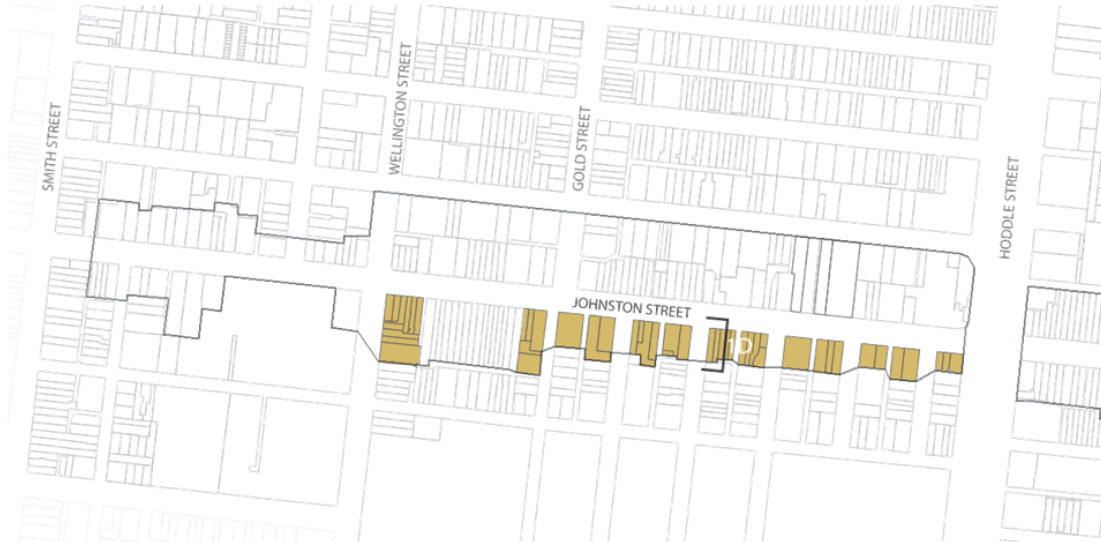 SMITH STREET
WELLINGTON STREET
GOLD STREET
HODDLE STREET
JOHNSTON STREET
1D